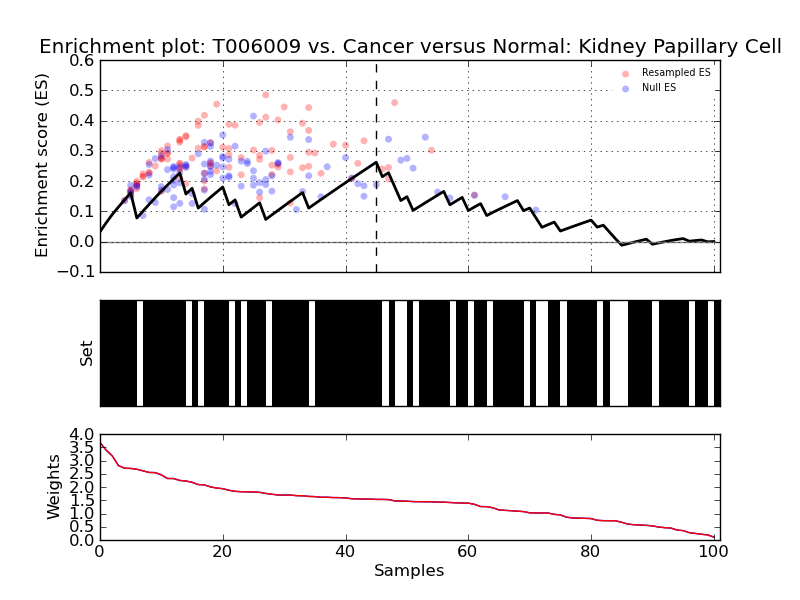 Enrichment plot: T006009 vs. Cancer versus Normal: Kidney Papillary Cell
Enrichment score (ES)
0.6
0.5
0.4
0.3
0.2
0.1
0.0
−0.1
Resampled ES
Null ES
Set
Weights
4.0
3.5
3.0
2.5
2.0
1.5
1.0
0.5
0.0
0 20 40 60 80 100
Samples